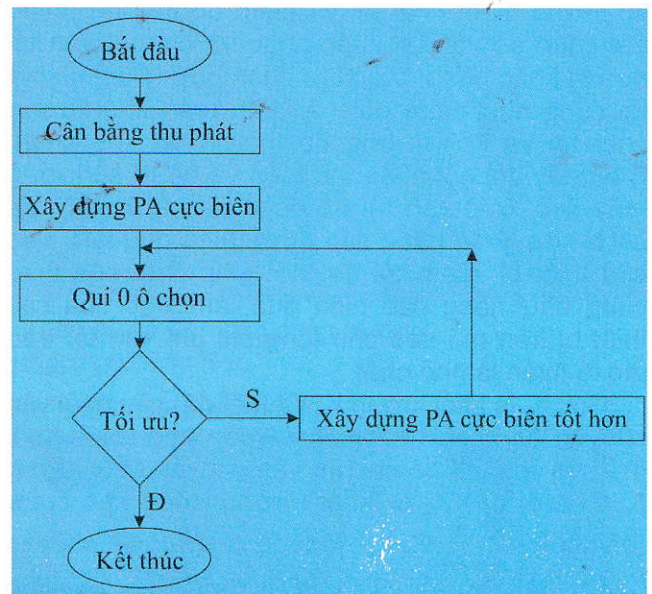 Bắt đầu
Cân bằng thu phát
Xây dựng PA cực biên
Qui 0 ô chọn
Tối ưu?
S
Xây dựng PA cực biên tốt hơn
Đ
Kết thúc